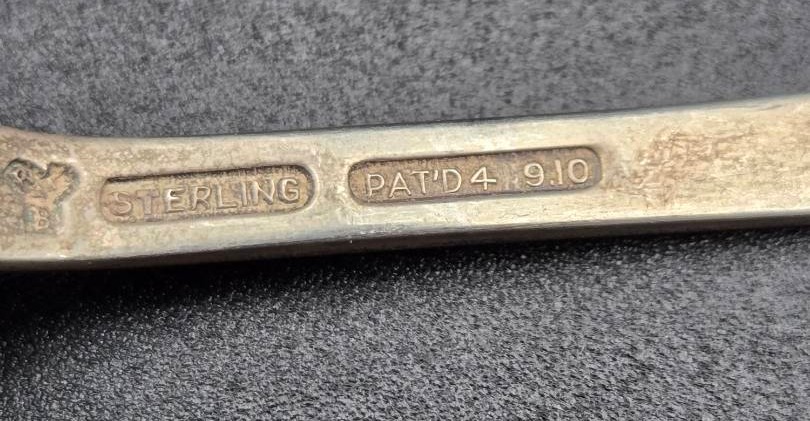 STERLING PAT'D 4 .9.10